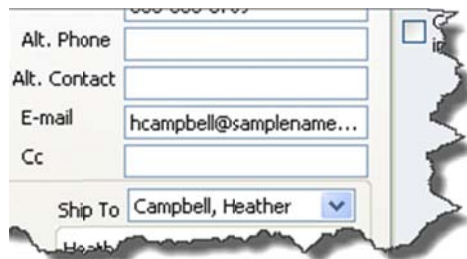 Alt. Phone
Alt. Contact
E-mail hcampbell@samplename...
Cc
Ship To Campbell, Heather